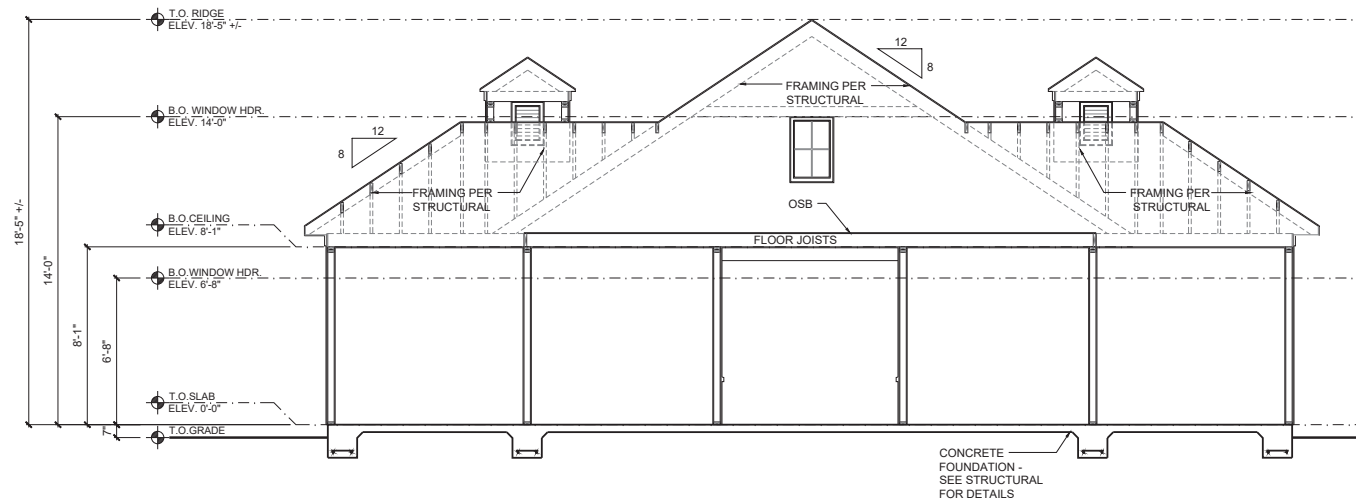 T.O. RIDGE
ELEV. 18'-5" +/-
12
8
FRAMING PER
STRUCTURAL
B.O. WINDOW HDR.
ELEV. 14'-0"
12
8
FRAMING PER
STRUCTURAL
FRAMING PER
STRUCTURAL
OSB
B.O.CEILING
ELEV. 8'-1"
FLOOR JOISTS
B.O.WINDOW HDR.
ELEV. 6'-8"
18'-5" +/-
14'-0"
8'-1"
6'-8"
T.O.SLAB
ELEV. 0'-0"
7"
T.O.GRADE
CONCRETE
FOUNDATION -
SEE STRUCTURAL
FOR DETAILS